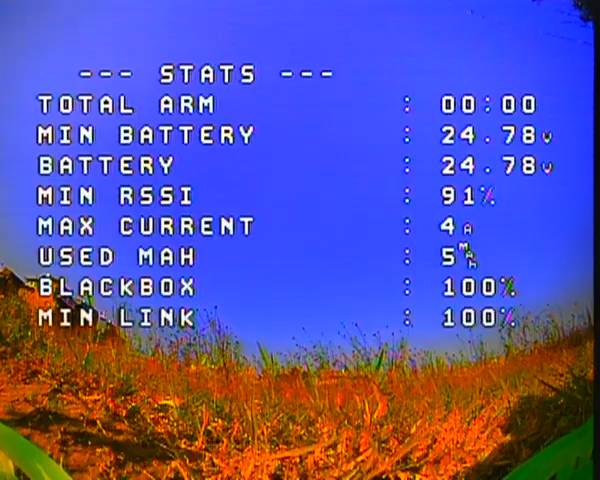 --- STATS ---
TOTAL ARM : 00:00
MIN BATTERY : 24.78V
BATTERY : 24.78V
MIN RSSI : 91%
MAX CURRENT : 4A
USED MAH : 5MAH
BLACKBOX : 100%
MIN LINK : 100%